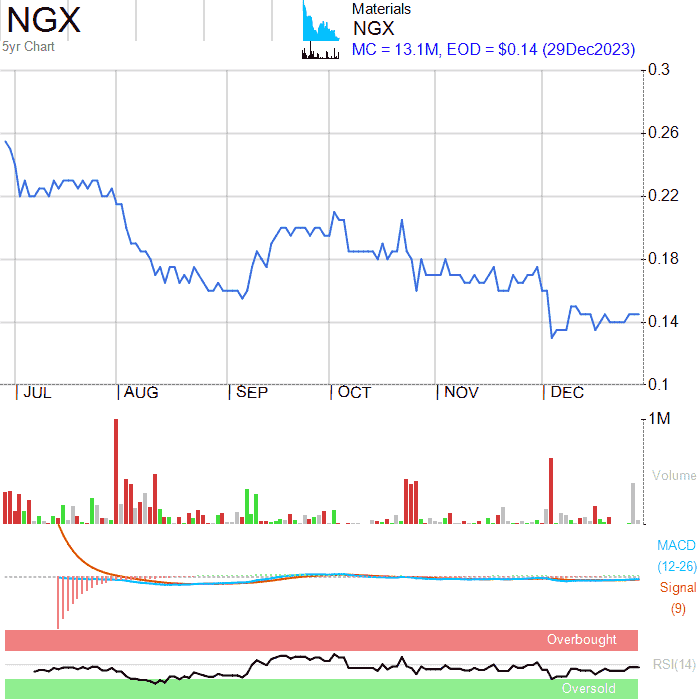 NGX
5yr Chart
Materials
NGX
MC = 13.1M, EOD = $0.14 (29Dec2023)
0.3
0.26
0.22
0.18
0.14
0.1
JUL AUG SEP OCT NOV DEC
1M
Volume
MACD
(12-26)
Signal
(9)
Overbought
RSI(14)
Oversold